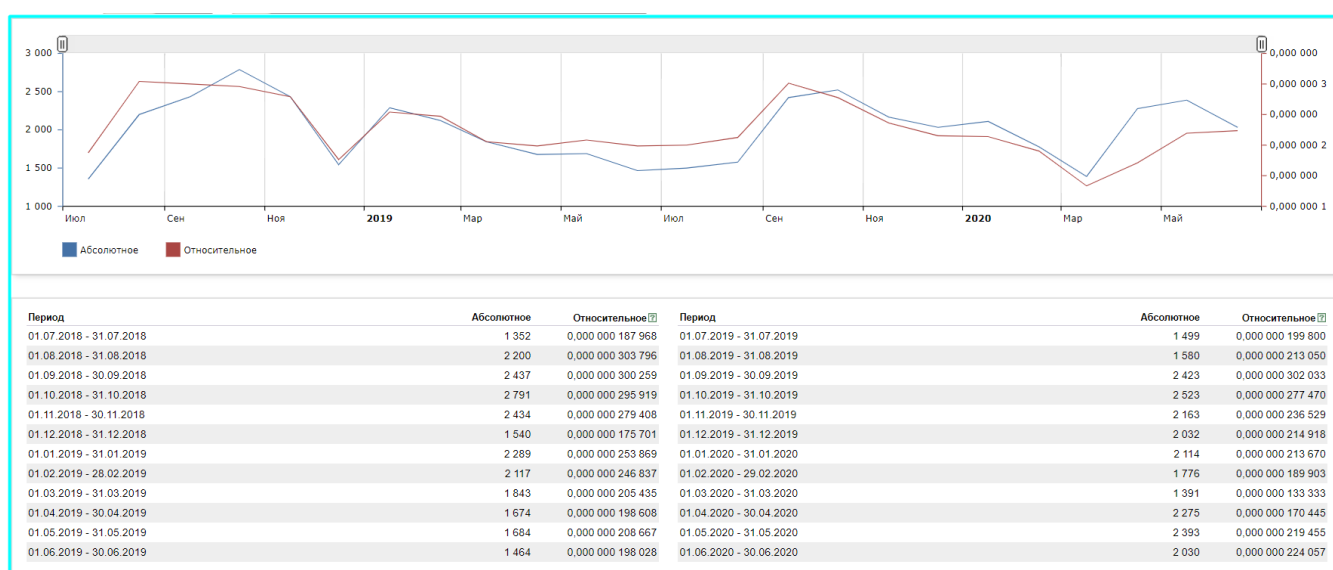 3 000
0,000 000
2 500
0,000 000 3
2 000
0,000 000
0,000 000 2
1 500
0,000 000
1 000
0,000 000 1
Июл Сен Ноя 2019 Мар Май Июл Сен Ноя 2020 Мар Май
Абсолютное Относительное
Период Абсолютное Относительное Период Абсолютное Относительное
01.07.2018 - 31.07.2018 1 352 0,000 000 187 968 01.07.2019 - 31.07.2019 1 499 0,000 000 199 800
01.08.2018 - 31.08.2018 2 200 0,000 000 303 796 01.08.2019 - 31.08.2019 1 580 0,000 000 213 050
01.09.2018 - 30.09.2018 2 437 0,000 000 300 259 01.09.2019 - 30.09.2019 2 423 0,000 000 302 033
01.10.2018 - 31.10.2018 2 791 0,000 000 295 919 01.10.2019 - 31.10.2019 2 523 0,000 000 277 470
01.11.2018 - 30.11.2018 2 434 0,000 000 279 408 01.11.2019 - 30.11.2019 2 163 0,000 000 236 529
01.12.2018 - 31.12.2018 1 540 0,000 000 175 701 01.12.2019 - 31.12.2019 2 032 0,000 000 214 918
01.01.2019 - 31.01.2019 2 289 0,000 000 253 869 01.01.2020 - 31.01.2020 2 114 0,000 000 213 670
01.02.2019 - 28.02.2019 2 117 0,000 000 246 837 01.02.2020 - 29.02.2020 1 776 0,000 000 189 903
01.03.2019 - 31.03.2019 1 843 0,000 000 205 435 01.03.2020 - 31.03.2020 1 391 0,000 000 133 333
01.04.2019 - 30.04.2019 1 674 0,000 000 198 608 01.04.2020 - 30.04.2020 2 275 0,000 000 170 445
01.05.2019 - 31.05.2019 1 684 0,000 000 208 667 01.05.2020 - 31.05.2020 2 393 0,000 000 219 455
01.06.2019 - 30.06.2019 1 464 0,000 000 198 028 01.06.2020 - 30.06.2020 2 030 0,000 000 224 057